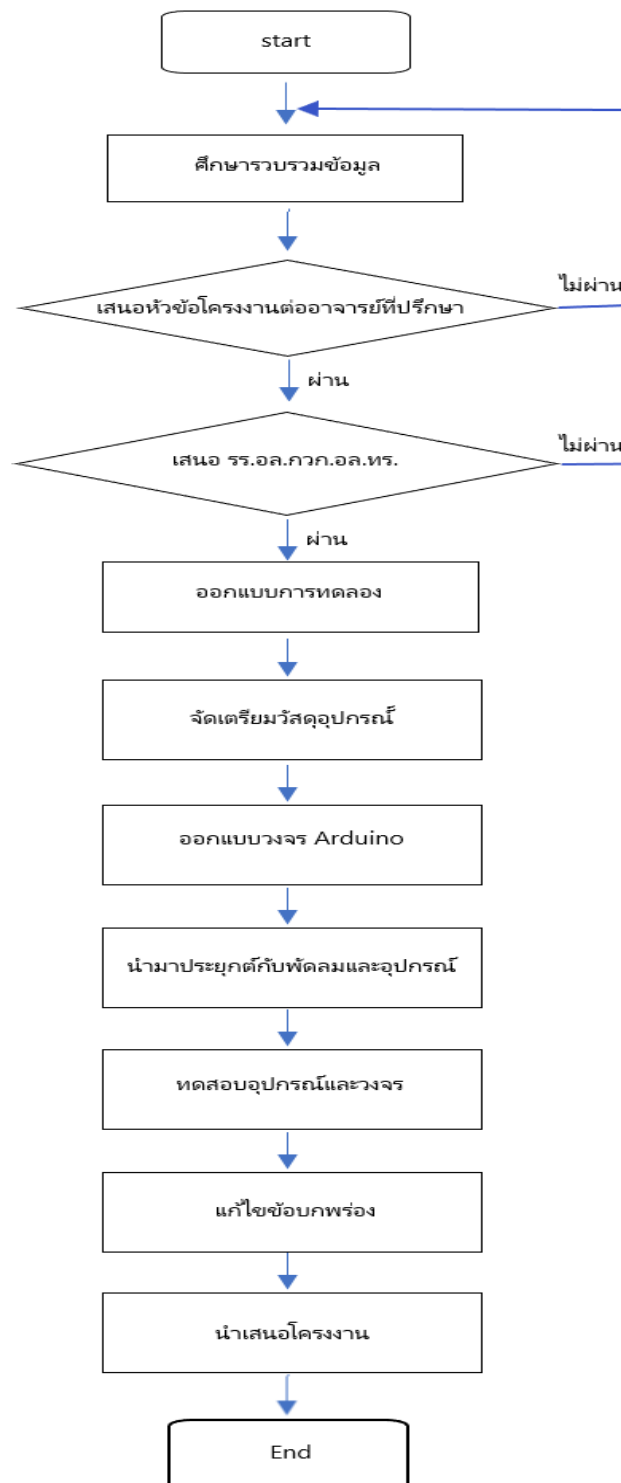 start
ศึกษารวบรวมข้อมูล
เสนอหัวข้อโครงงานต่ออาจารย์ที่ปรึกษา
ไม่ผ่าน
ผ่าน
เสนอ รร.อล.กวก.อล.ทร.
ไม่ผ่าน
ผ่าน
ออกแบบการทดลอง
จัดเตรียมวัสดุอุปกรณ์์
ออกแบบวงจร Arduino
นำมาประยุกต์กับพัดลมและอุปกรณ์
ทดสอบอุปกรณ์และวงจร
แก้ไขข้อบกพร่อง
นำเสนอโครงงาน
End